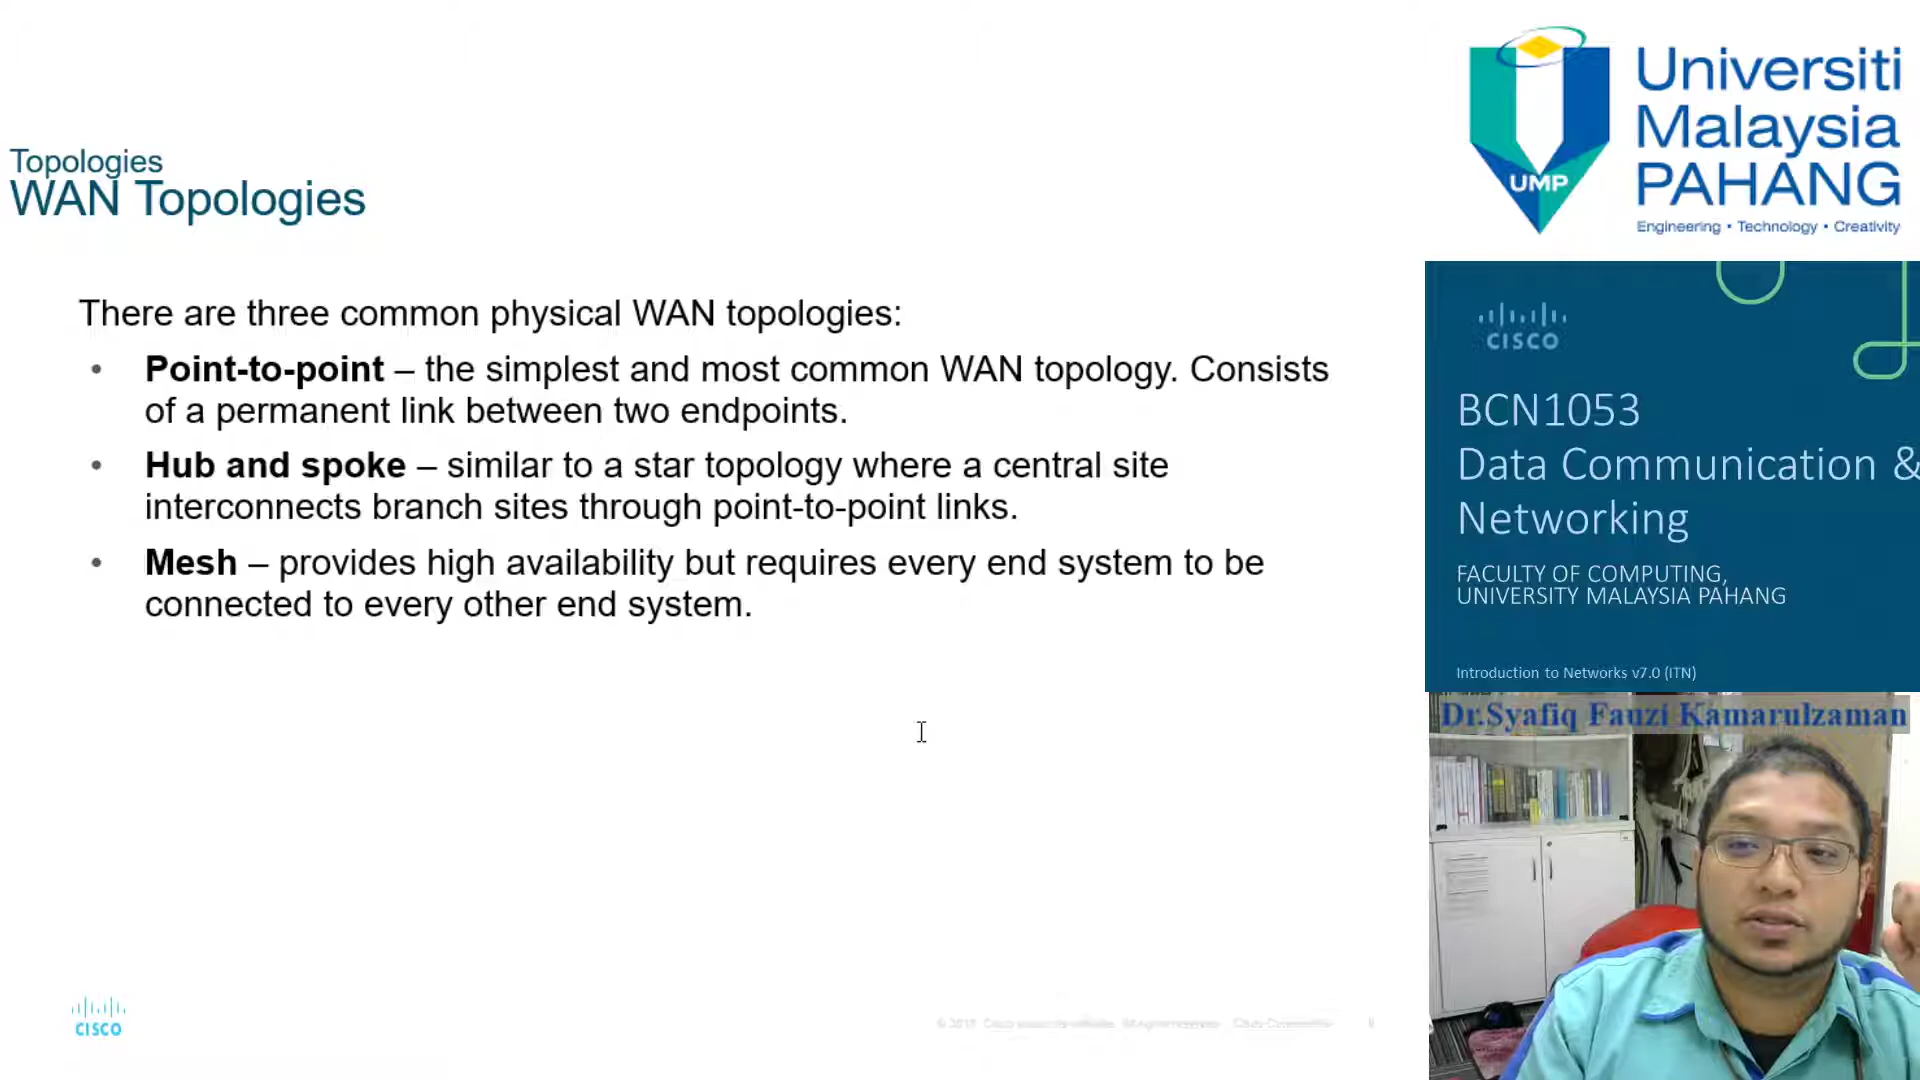 Topologies
WAN Topologies
There are three common physical WAN topologies:
• Point-to-point – the simplest and most common WAN topology. Consists
of a permanent link between two endpoints.
• Hub and spoke – similar to a star topology where a central site
interconnects branch sites through point-to-point links.
• Mesh – provides high availability but requires every end system to be
connected to every other end system.
CISCO
UMP
Universiti
Malaysia
PAHANG
Engineering • Technology • Creativity
CISCO
BCN1053
Data Communication &
Networking
FACULTY OF COMPUTING,
UNIVERSITY MALAYSIA PAHANG
Introduction to Networks v7.0 (ITN)
Dr.Syafiq Fauzi Kamarulzaman